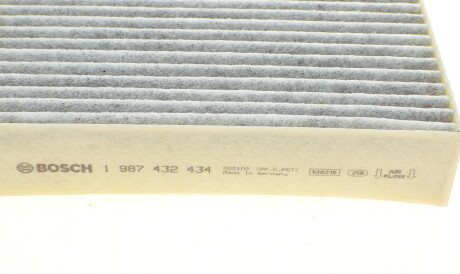 BOSCH 1 987 432 434
Made in Germany
AIR
FLOW